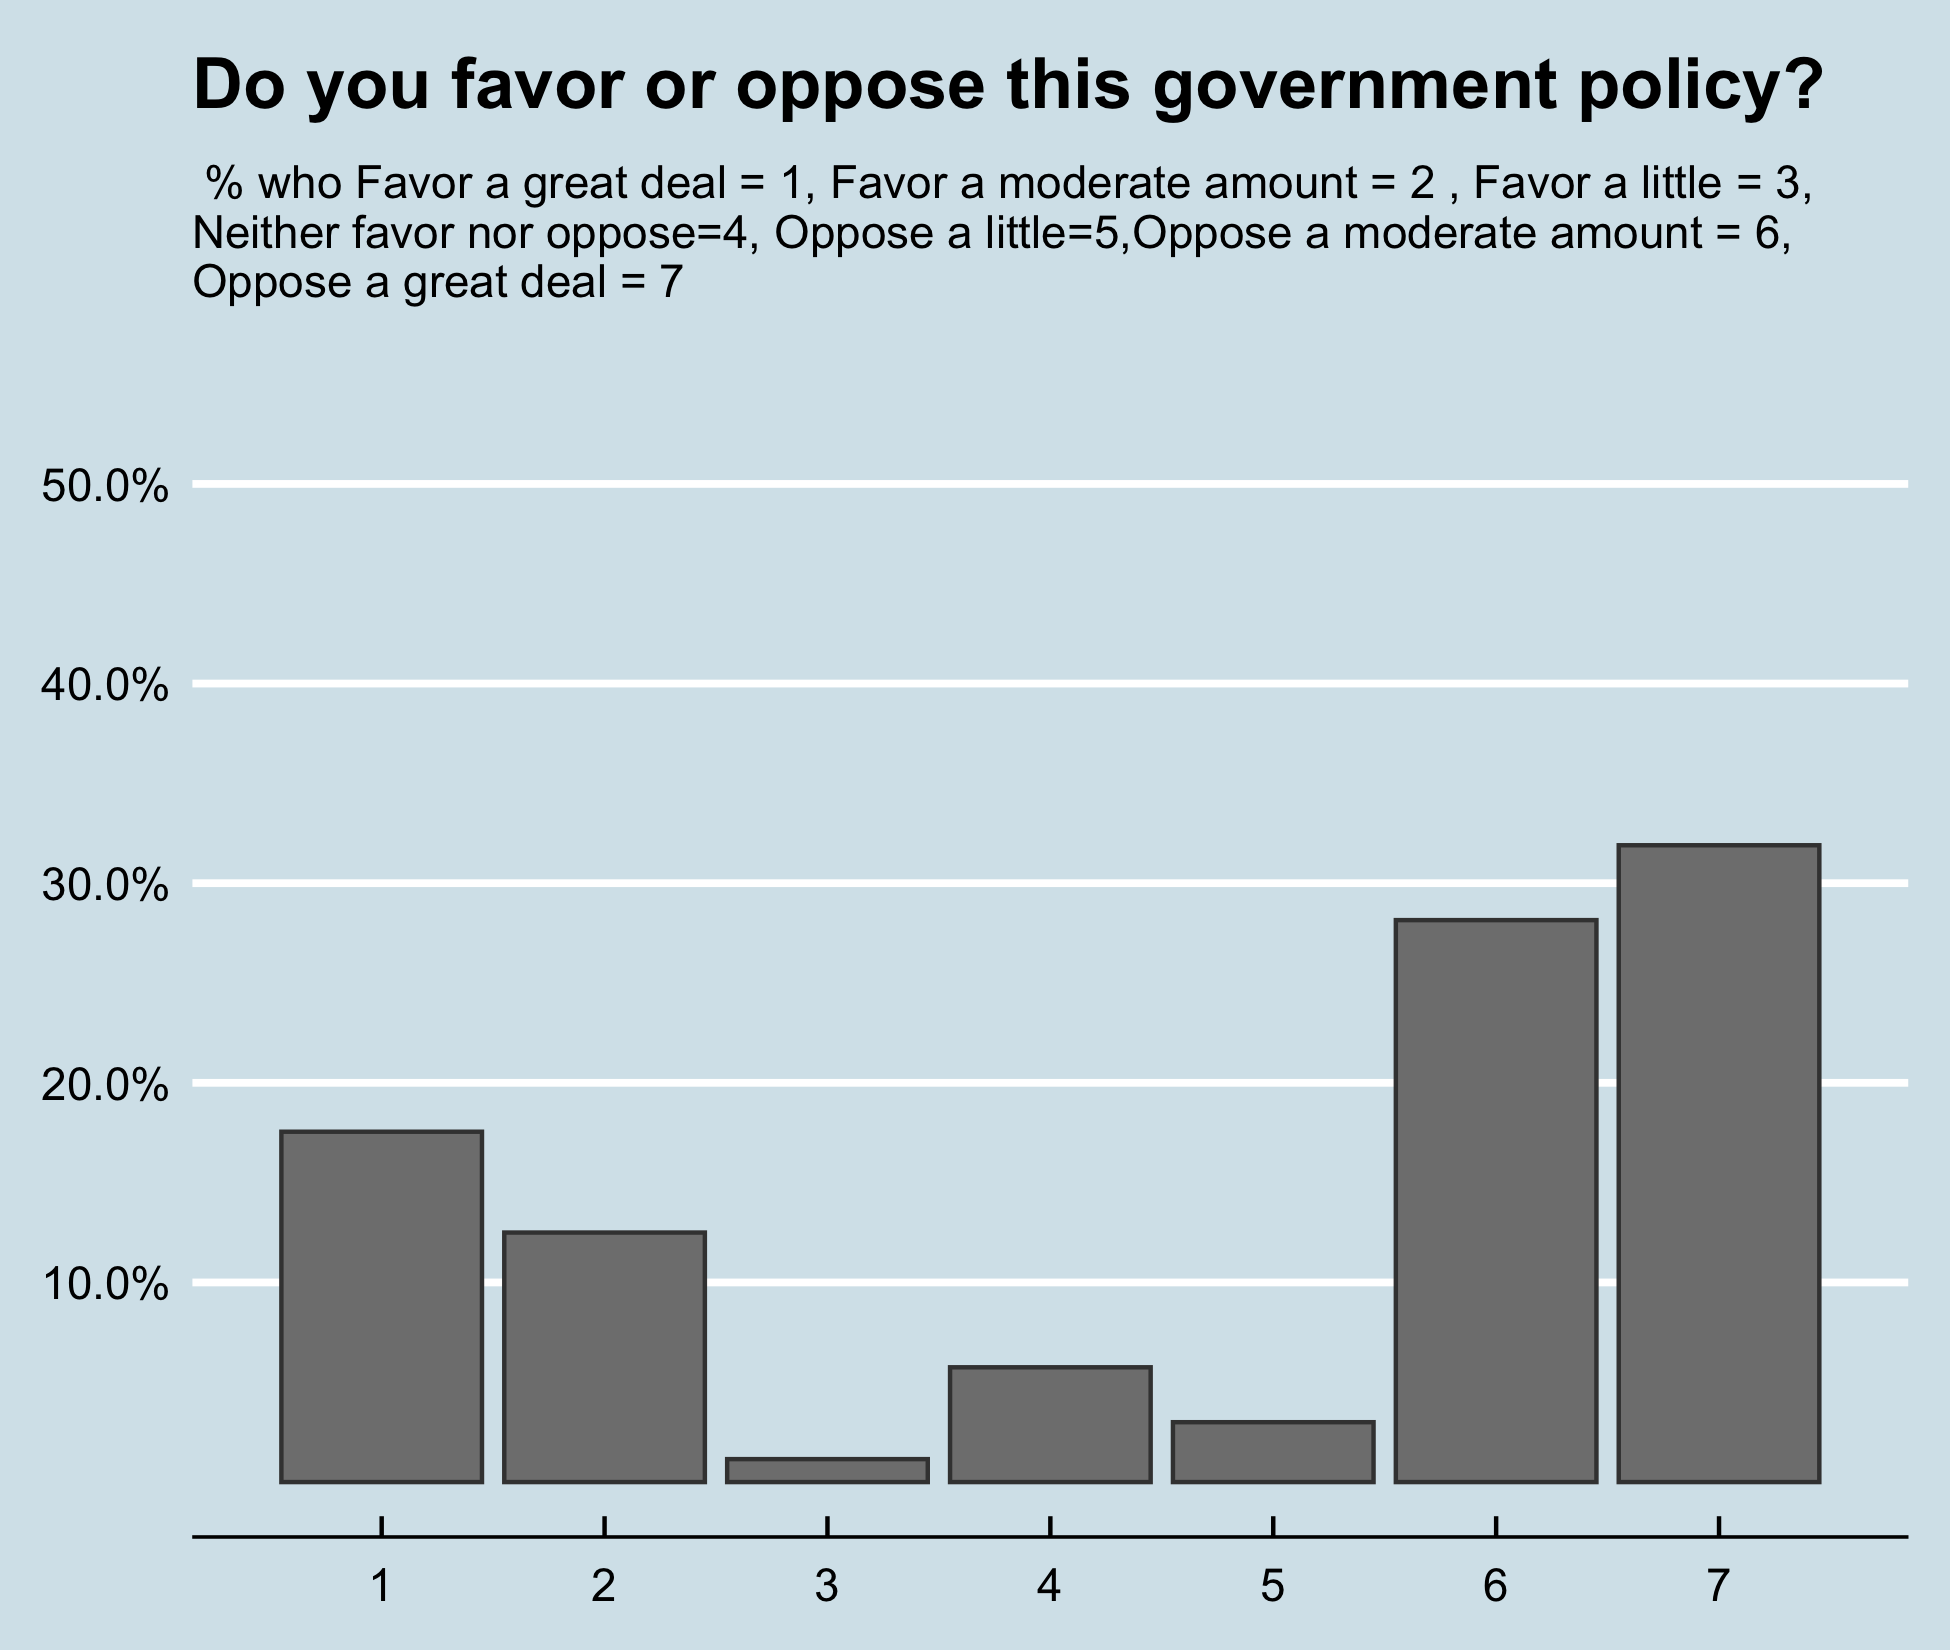 Do you favor or oppose this government policy?
% who Favor a great deal = 1, Favor a moderate amount = 2 , Favor a little = 3,
Neither favor nor oppose=4, Oppose a little=5,Oppose a moderate amount = 6,
Oppose a great deal = 7
50.0%
40.0%
30.0%
20.0%
10.0%
1 2 3 4 5 6 7